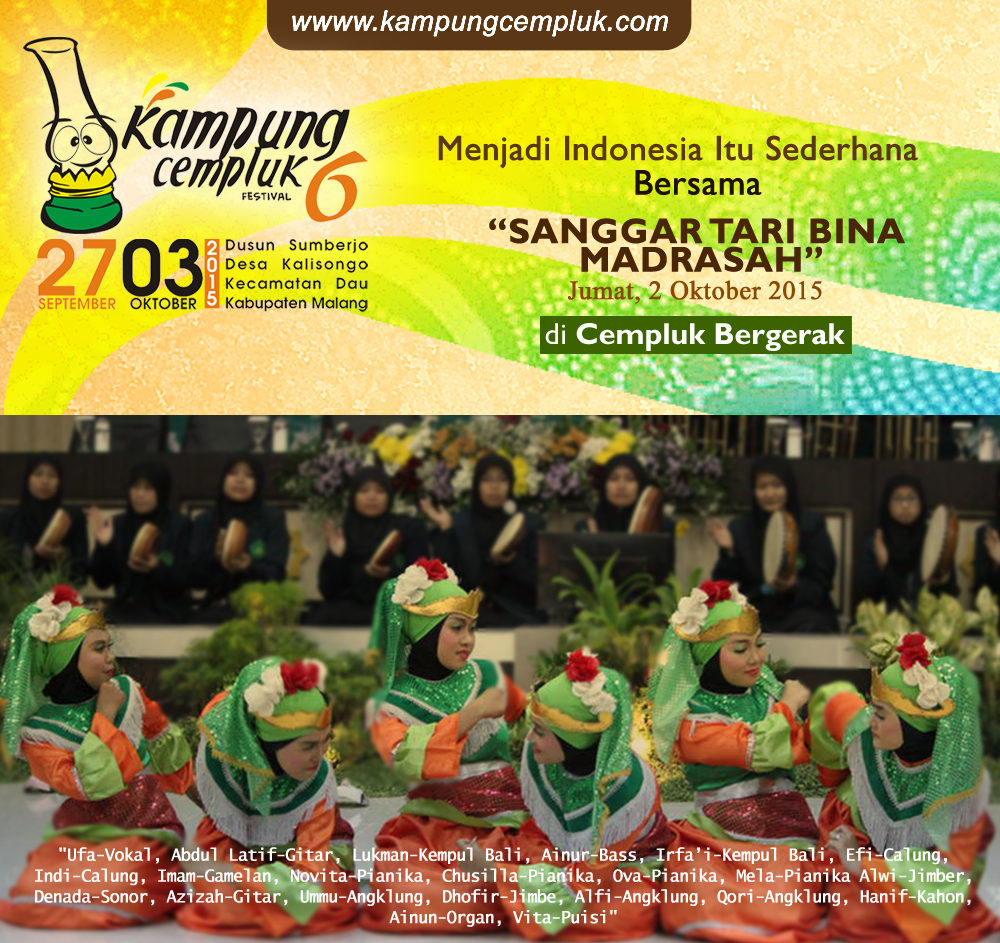 www.kampungcempluk.com
Kampung
cempluk 6
FESTIVAL
27 03 2015
SEPTEMBER OKTOBER
Dusun Sumberjo
Desa Kalisongo
Kecamatan Dau
Kabupaten Malang
Menjadi Indonesia Itu Sederhana
Bersama
“SANGGAR TARI BINA
MADRASAH”
Jumat, 2 Oktober 2015
di Cempluk Bergerak
"Ufa-Vokal, Abdul Latif-Gitar, Lukman-Kempul Bali, Ainur-Bass, Irfa’i-Kempul Bali, Efi-Calung,
Indi-Calung, Imam-Gamelan, Novita-Pianika, Chusilla-Pianika, Ova-Pianika, Mela-Pianika Alwi-Jimber,
Denada-Sonor, Azizah-Gitar, Ummu-Angklung, Dhofir-Jimbe, Alfi-Angklung, Qori-Angklung, Hanif-Kahon,
Ainun-Organ, Vita-Puisi"